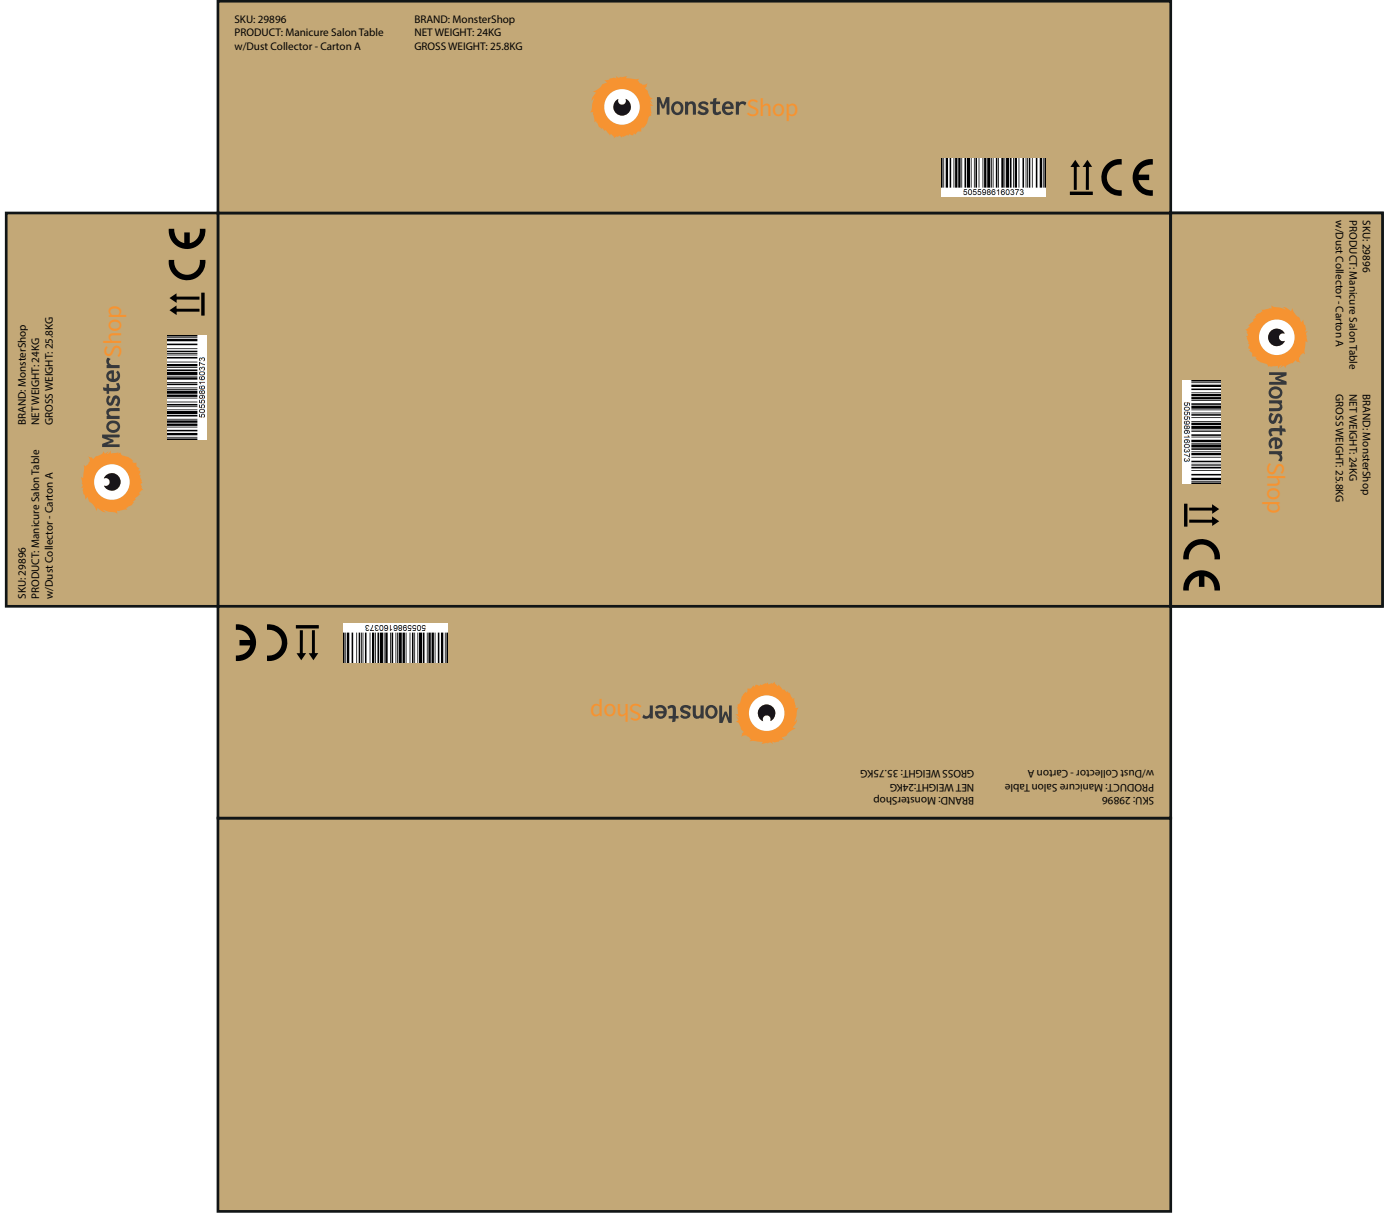 SKU: 29896
PRODUCT: Manicure Salon Table
w/Dust Collector - Carton A
BRAND: MonsterShop
NET WEIGHT: 24KG
GROSS WEIGHT: 25.8KG
MonsterShop
5055986160373
CE
SKU: 29896
PRODUCT: Manicure Salon Table
w/Dust Collector - Carton A
BRAND: MonsterShop
NET WEIGHT: 24KG
GROSS WEIGHT: 25.8KG
MonsterShop
5055986160373
CE
SKU: 29896
PRODUCT: Manicure Salon Table
w/Dust Collector - Carton A
BRAND: MonsterShop
NET WEIGHT: 24KG
GROSS WEIGHT: 25.8KG
MonsterShop
5055986160373
CE
SKU: 29896
PRODUCT: Manicure Salon Table
w/Dust Collector - Carton A
BRAND: MonsterShop
NET WEIGHT:24KG
GROSS WEIGHT: 35.75KG
MonsterShop
5055986160373
CE